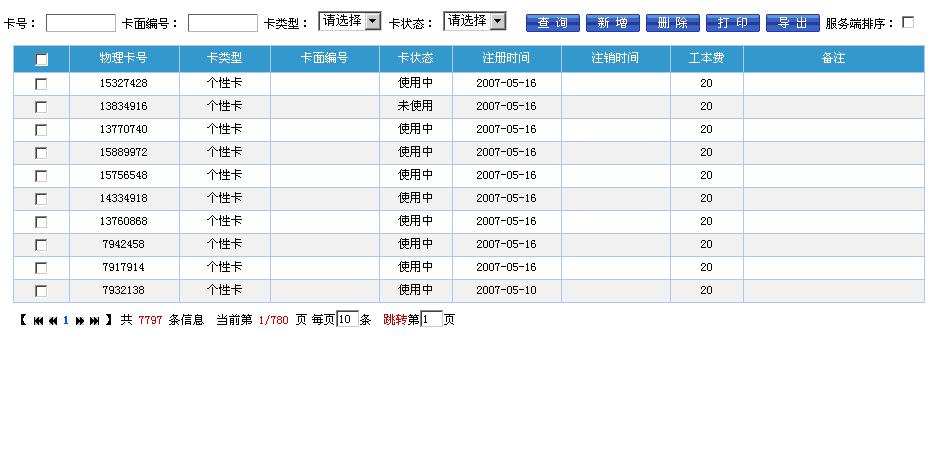 卡号： 卡面编号： 卡类型： 请选择 卡状态： 请选择 查 询 新 增 删 除 打 印 导 出 服务端排序：
物理卡号 卡类型 卡面编号 卡状态 注册时间 注销时间 工本费 备注
15327428 个性卡 使用中 2007-05-16 20
13834916 个性卡 未使用 2007-05-16 20
13770740 个性卡 使用中 2007-05-16 20
15889972 个性卡 使用中 2007-05-16 20
15756548 个性卡 使用中 2007-05-16 20
14334918 个性卡 使用中 2007-05-16 20
13760868 个性卡 使用中 2007-05-16 20
7942458 个性卡 使用中 2007-05-16 20
7917914 个性卡 使用中 2007-05-16 20
7932138 个性卡 使用中 2007-05-10 20
【 1 】 共 7797 条信息 当前第 1/780 页 每页10条 跳转第1页